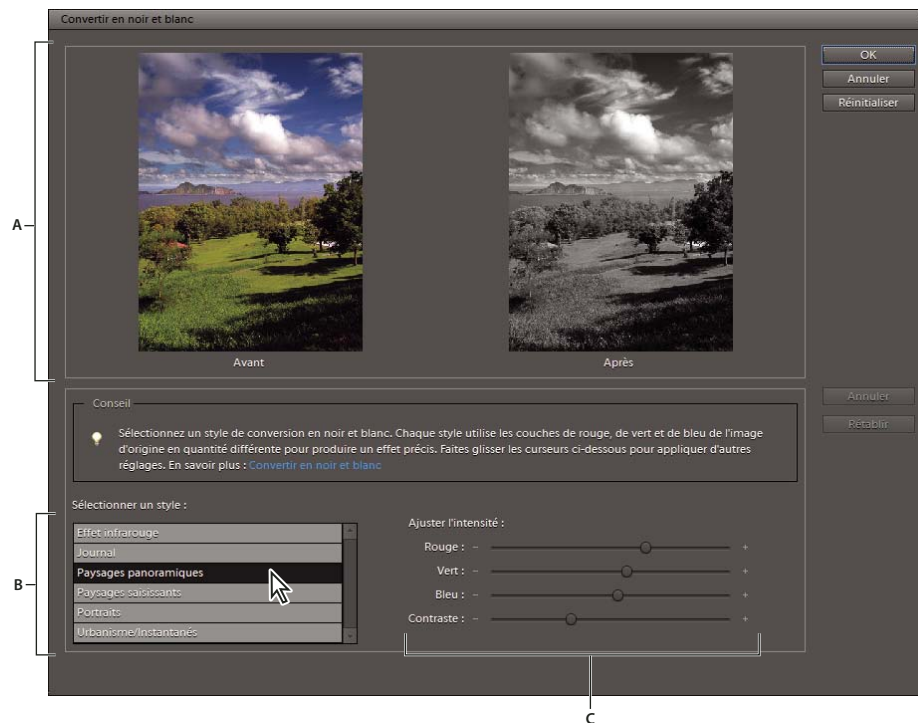 Convertir en noir et blanc
OK
Annuler
Réinitialiser
A
Avant
Après
Conseil
Sélectionnez un style de conversion en noir et blanc. Chaque style utilise les couches de rouge, de vert et de bleu de l'image
d'origine en quantité différente pour produire un effet précis. Faites glisser les curseurs ci-dessous pour appliquer d'autres
réglages. En savoir plus : Convertir en noir et blanc
Annuler
Rétablir
Sélectionner un style :
B
Effet infrarouge
Journal
Paysages panoramiques
Paysages saisissants
Portraits
Urbanisme/Instantanés
Ajuster l'intensité :
Rouge : - +
Vert : - +
Bleu : - +
Contraste : - +
C